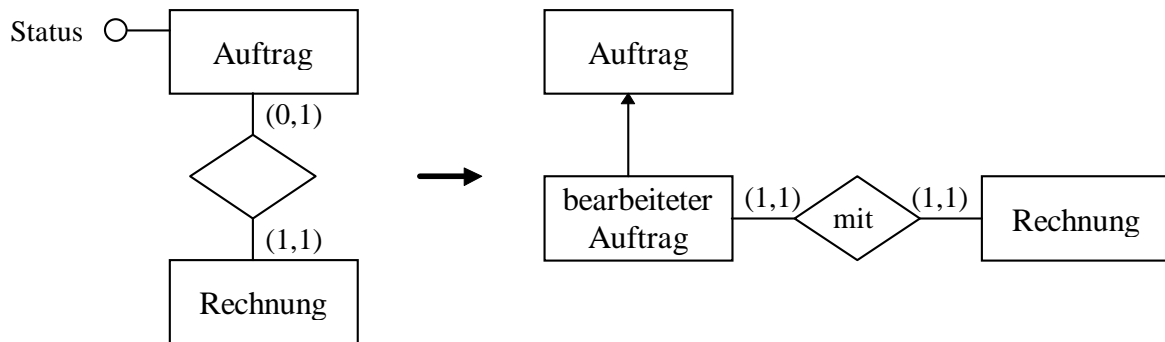 Status
Auftrag
(0,1)
(1,1)
Rechnung
Auftrag
bearbeiteter
Auftrag
(1,1)
mit
(1,1)
Rechnung